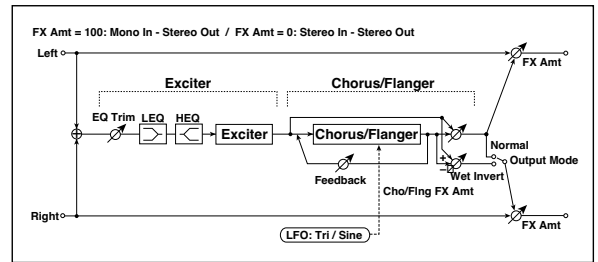 FX Amt = 100: Mono In - Stereo Out / FX Amt = 0: Stereo In - Stereo Out
Left
FX Amt
Exciter
Chorus/Flanger
EQ Trim
LEQ
HEQ
Exciter
Chorus/Flanger
Normal
Output Mode
+
−
Wet Invert
Feedback
Cho/Flng FX Amt
Right
FX Amt
LFO: Tri / Sine